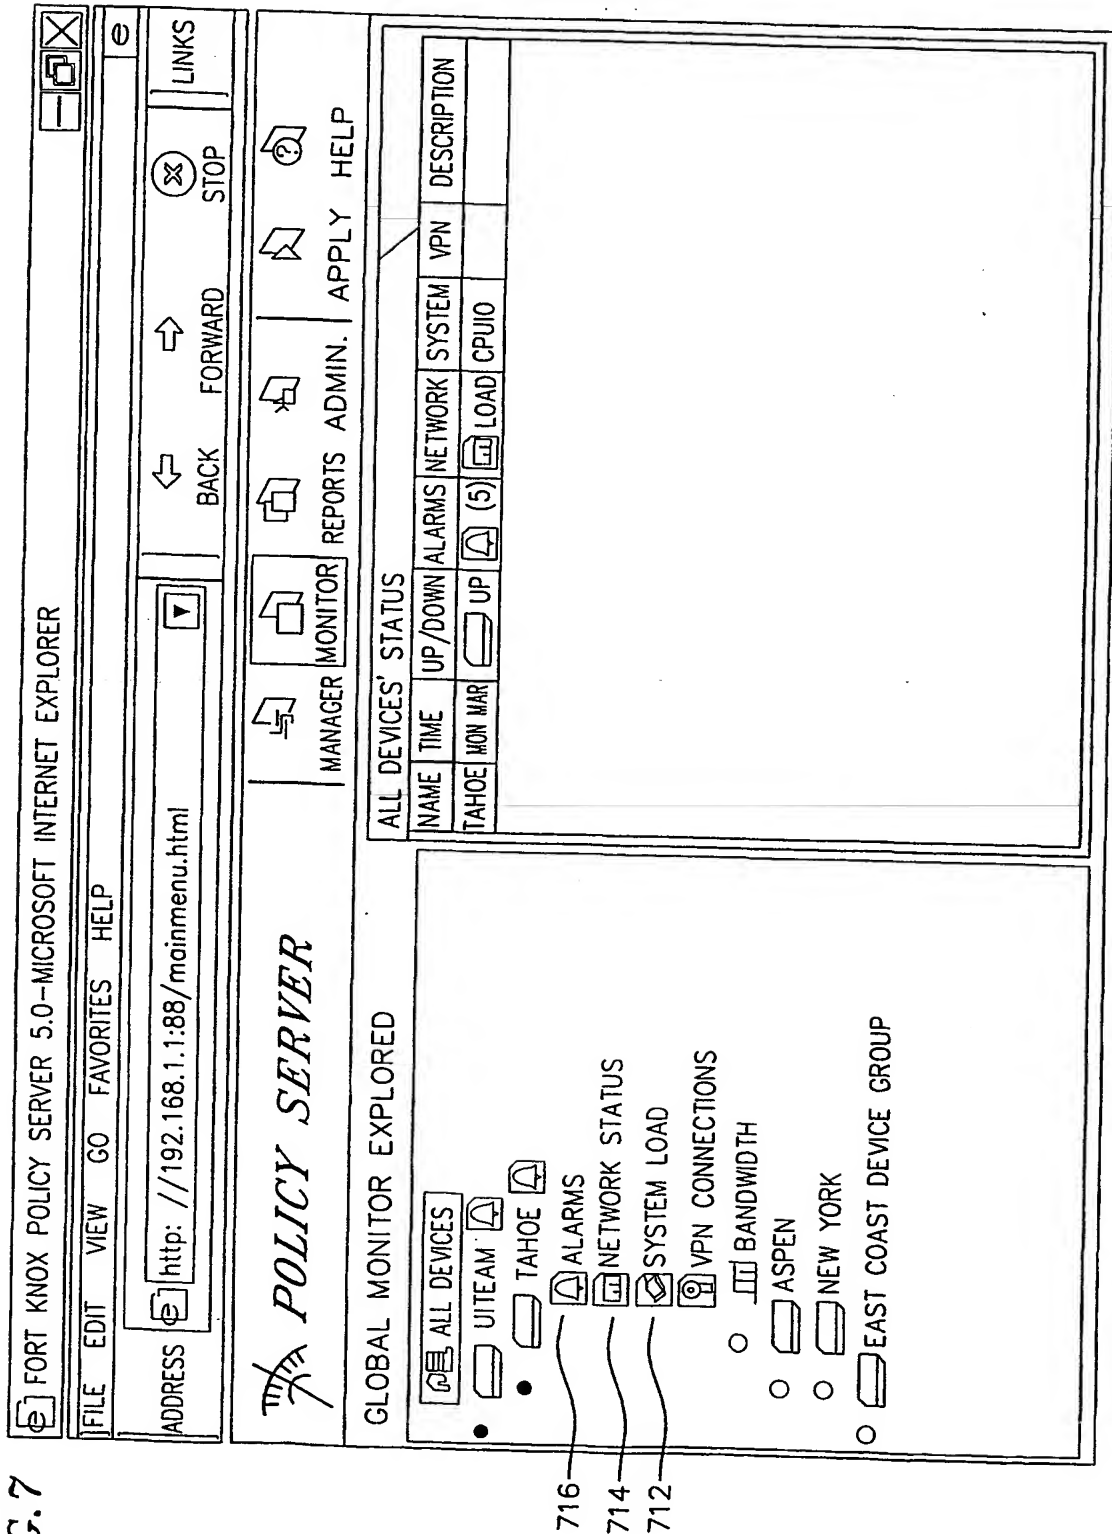 G.7
FORT KNOX POLICY SERVER 5.0-MICROSOFT INTERNET EXPLORER
FILE EDIT VIEW GO FAVORITES HELP
e
ADDRESS http: //192.168.1.1:88/mainmenu.html
BACK FORWARD STOP LINKS
POLICY SERVER
MANAGER MONITOR REPORTS ADMIN. APPLY HELP
GLOBAL MONITOR EXPLORED
ALL DEVICES
UITEAM
TAHOE
716 ALARMS
714 NETWORK STATUS
712 SYSTEM LOAD
VPN CONNECTIONS
BANDWIDTH
ASPEN
NEW YORK
EAST COAST DEVICE GROUP
ALL DEVICES' STATUS
NAME TIME UP/DOWN ALARMS NETWORK SYSTEM VPN DESCRIPTION
TAHOE MON MAR UP (5) LOAD CPUIO